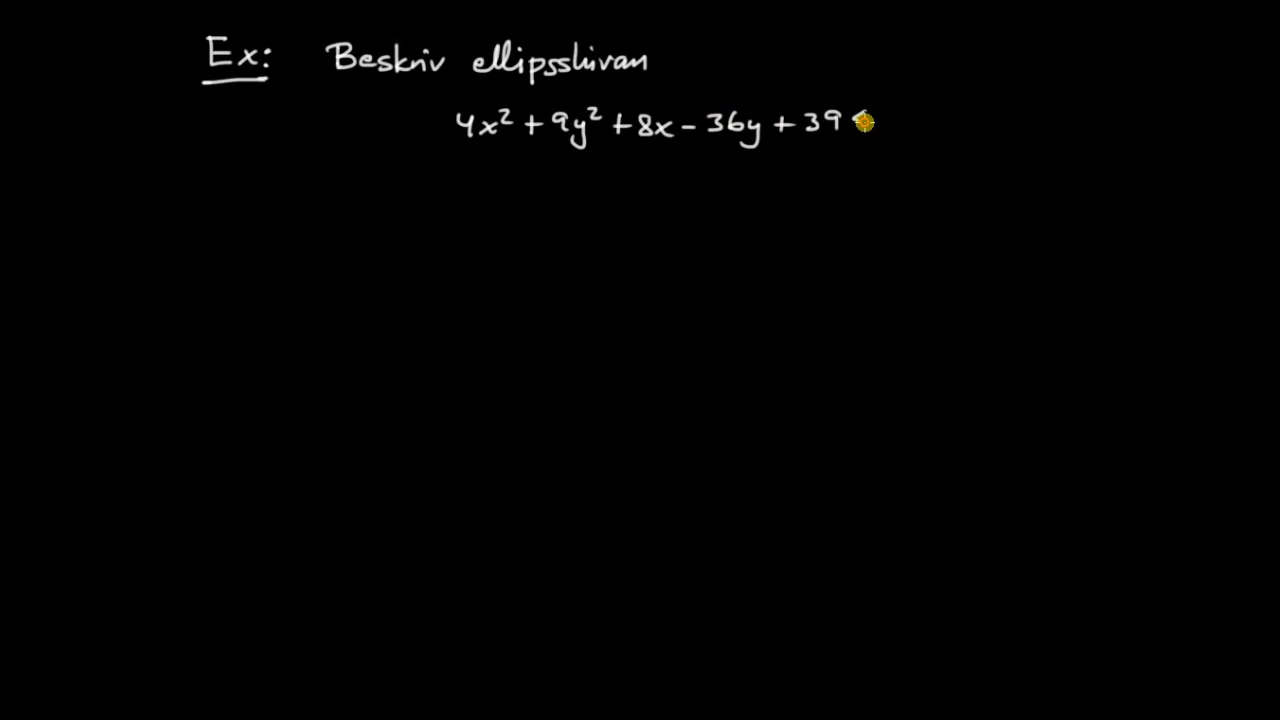 Ex: Beskriv ellipsskivan
4x² + 9y² + 8x - 36y + 39